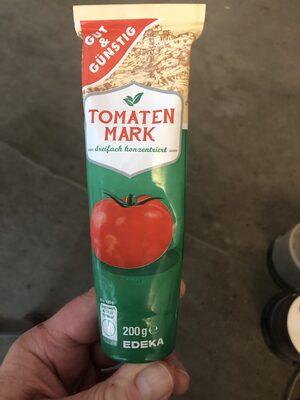 GUT
&
GÜNSTIG
TOMATEN
MARK
dreifach konzentriert
200g e
EDEKA